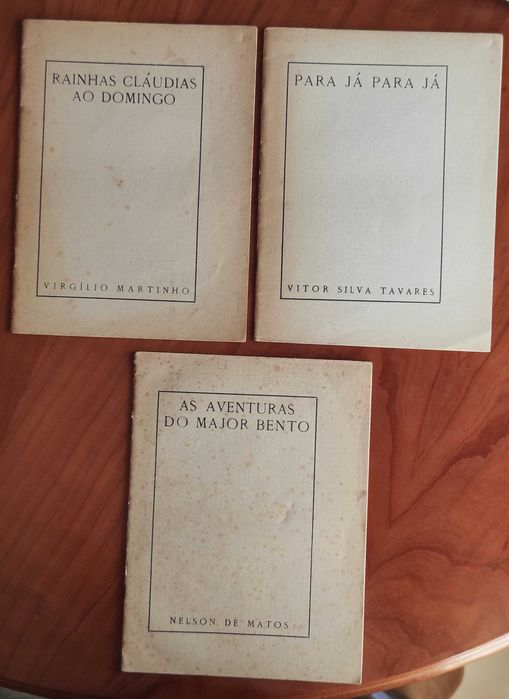 RAINHAS CLÁUDIAS
AO DOMINGO
VIRGÍLIO MARTINHO
PARA JÁ PARA JÁ
VITOR SILVA TAVARES
AS AVENTURAS
DO MAJOR BENTO
NELSON DE MATOS